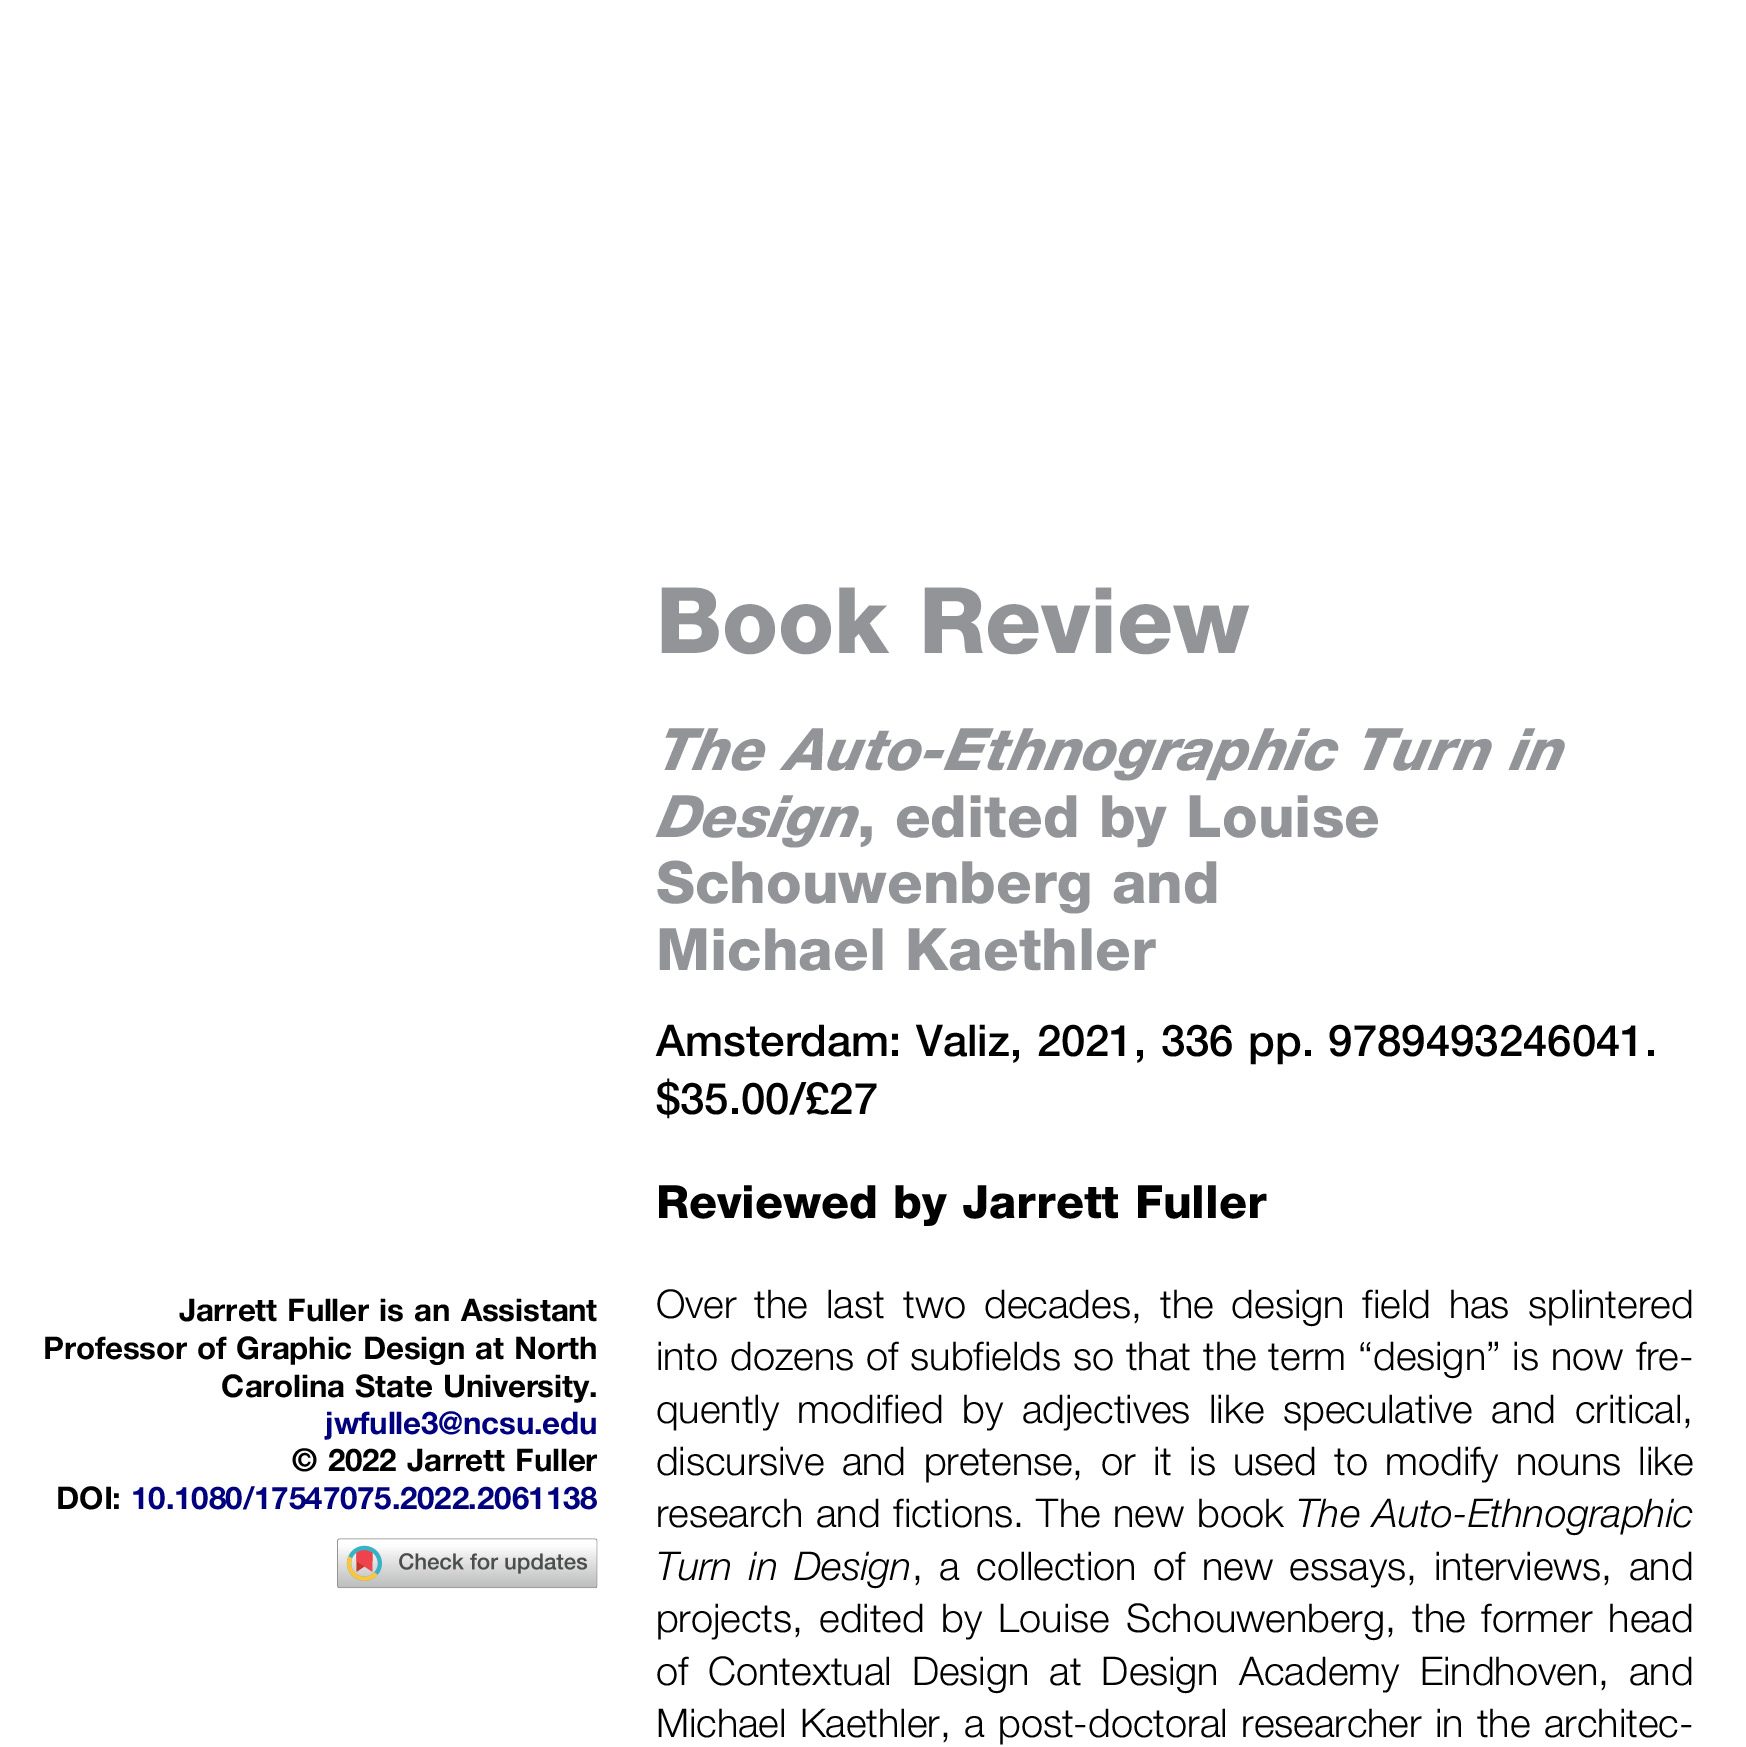 Book Review
The Auto-Ethnographic Turn in
Design, edited by Louise
Schouwenberg and
Michael Kaethler
Amsterdam: Valiz, 2021, 336 pp. 9789493246041.
$35.00/£27
Reviewed by Jarrett Fuller
Jarrett Fuller is an Assistant
Professor of Graphic Design at North
Carolina State University.
jwfulle3@ncsu.edu
© 2022 Jarrett Fuller
DOI: 10.1080/17547075.2022.2061138
Check for updates
Over the last two decades, the design field has splintered
into dozens of subfields so that the term “design” is now fre-
quently modified by adjectives like speculative and critical,
discursive and pretense, or it is used to modify nouns like
research and fictions. The new book The Auto-Ethnographic
Turn in Design, a collection of new essays, interviews, and
projects, edited by Louise Schouwenberg, the former head
of Contextual Design at Design Academy Eindhoven, and
Michael Kaethler, a post-doctoral researcher in the architec-